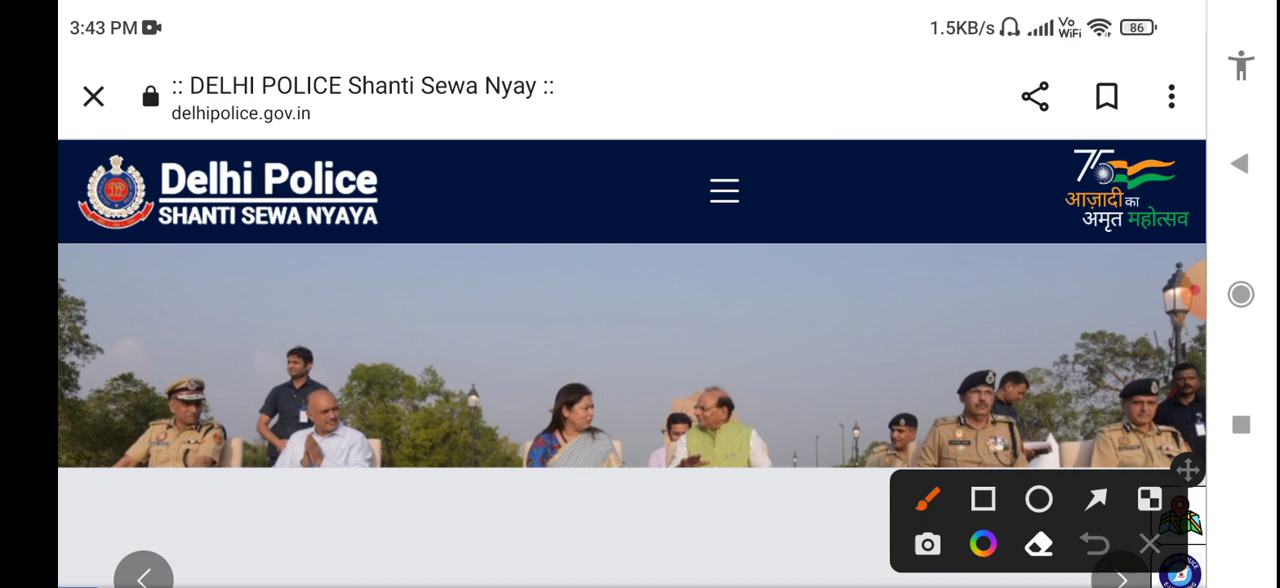 3:43 PM
1.5KB/s Vo WiFi 86
:: DELHI POLICE Shanti Sewa Nyay ::
delhipolice.gov.in
Delhi Police
SHANTI SEWA NYAYA
75
आज़ादी का
अमृत महोत्सव